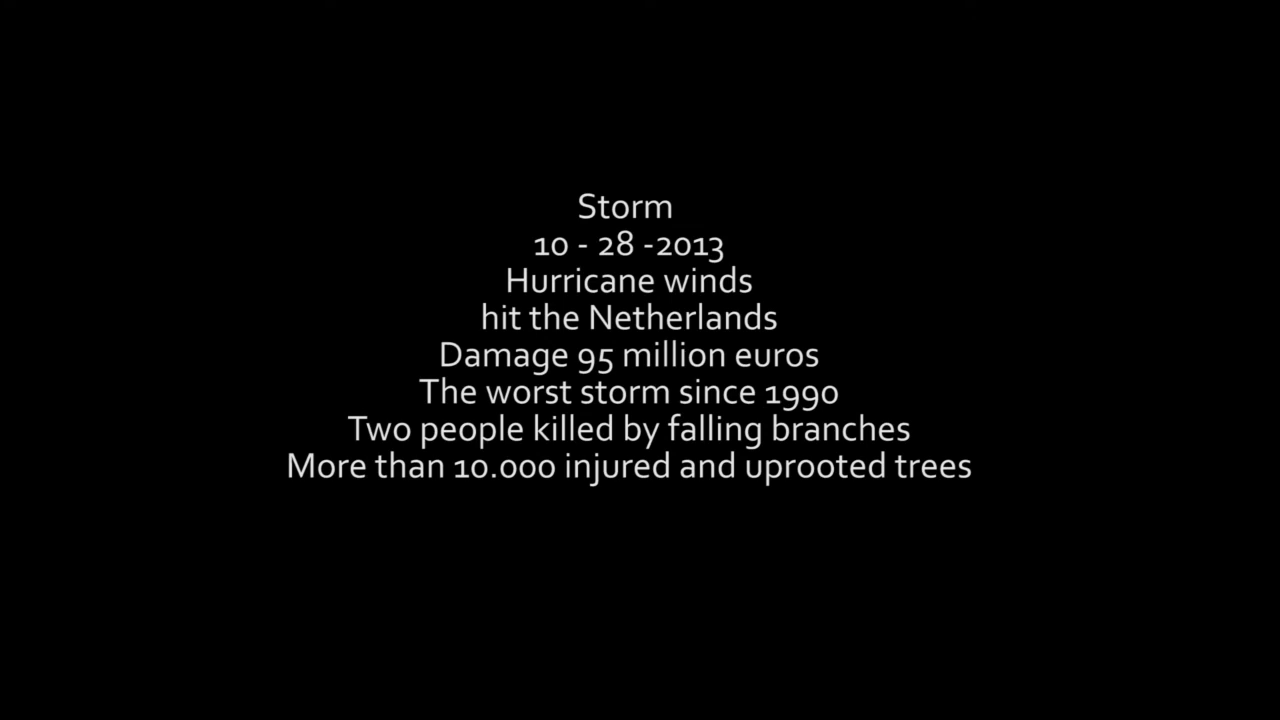 Storm
10 - 28 -2013
Hurricane winds
hit the Netherlands
Damage 95 million euros
The worst storm since 1990
Two people killed by falling branches
More than 10.000 injured and uprooted trees